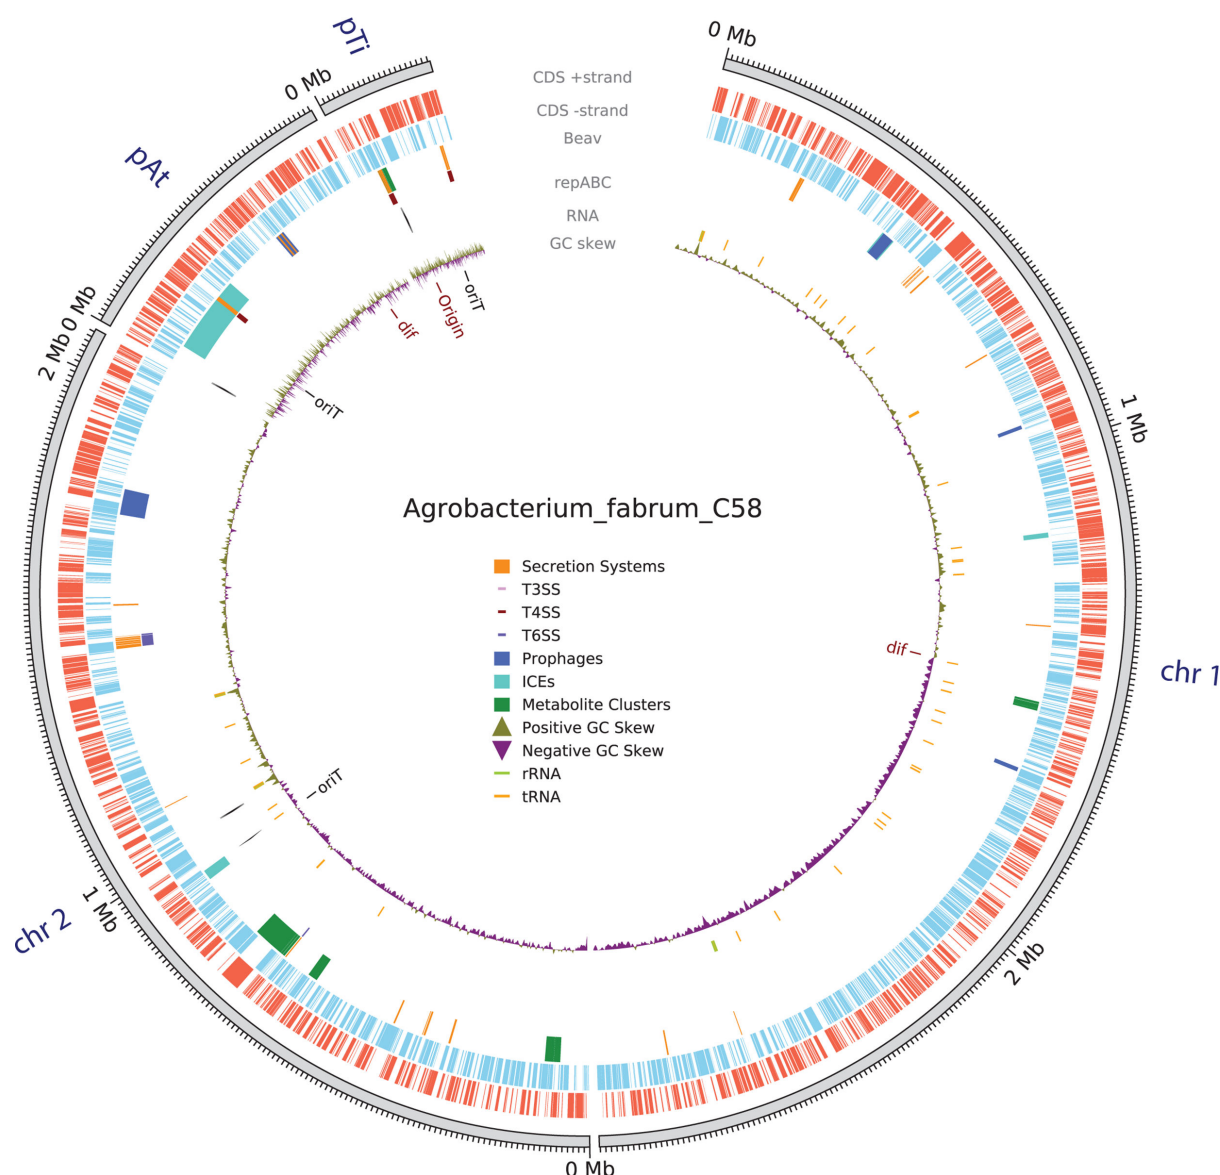 pTi
0 Mb
CDS +strand
0 Mb
CDS -strand
Beav
pAt
repABC
RNA
GC skew
oriT
Origin
dif
0 Mb
2 Mb
oriT
1 Mb
Agrobacterium_fabrum_C58
Secretion Systems
T3SS
T4SS
T6SS
dif
Prophages
chr 1
ICEs
Metabolite Clusters
Positive GC Skew
Negative GC Skew
rRNA
oriT
tRNA
1 Mb
chr 2
2 Mb
0 Mb